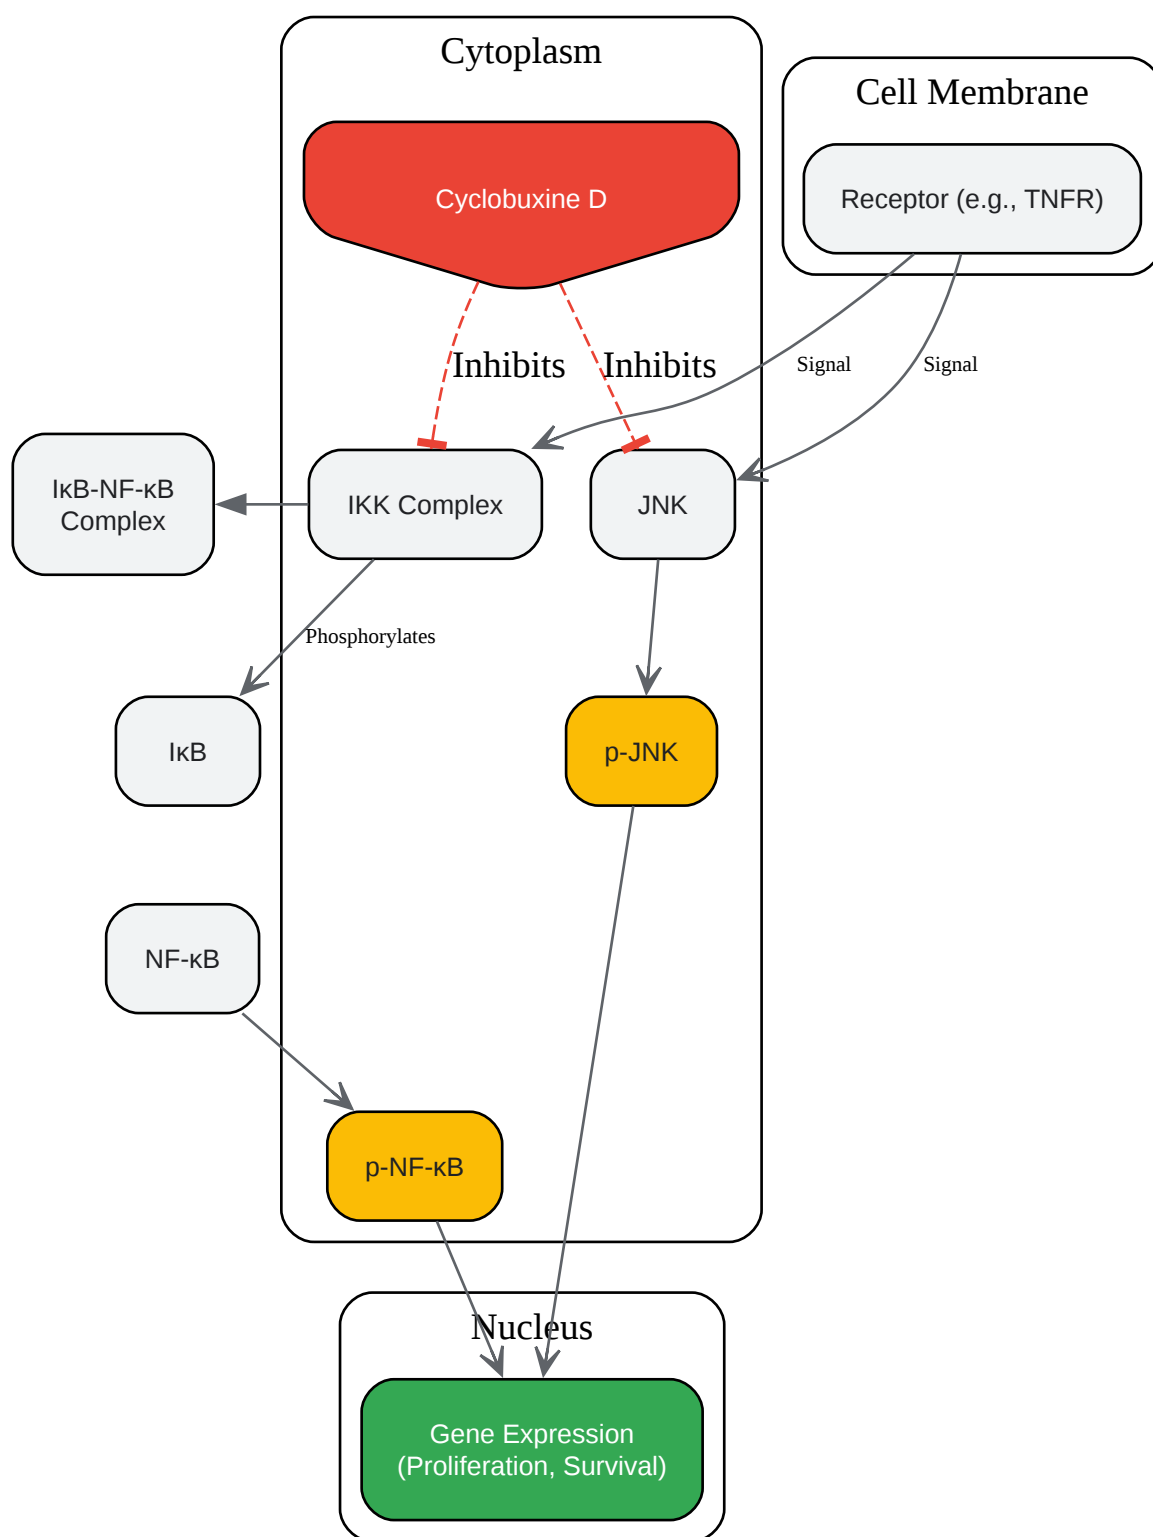 Cytoplasm
Cell Membrane
Cyclobuxine D
Receptor (e.g., TNFR)
Inhibits
Inhibits
Signal
Signal
IκB-NF-κB
Complex
IKK Complex
JNK
Phosphorylates
IκB
p-JNK
NF-κB
p-NF-κB
Nucleus
Gene Expression
(Proliferation, Survival)